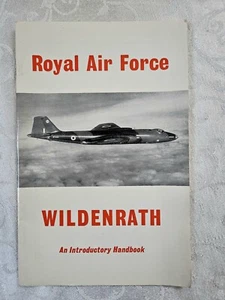 Royal Air Force
WILDENRATH
An Introductory Handbook